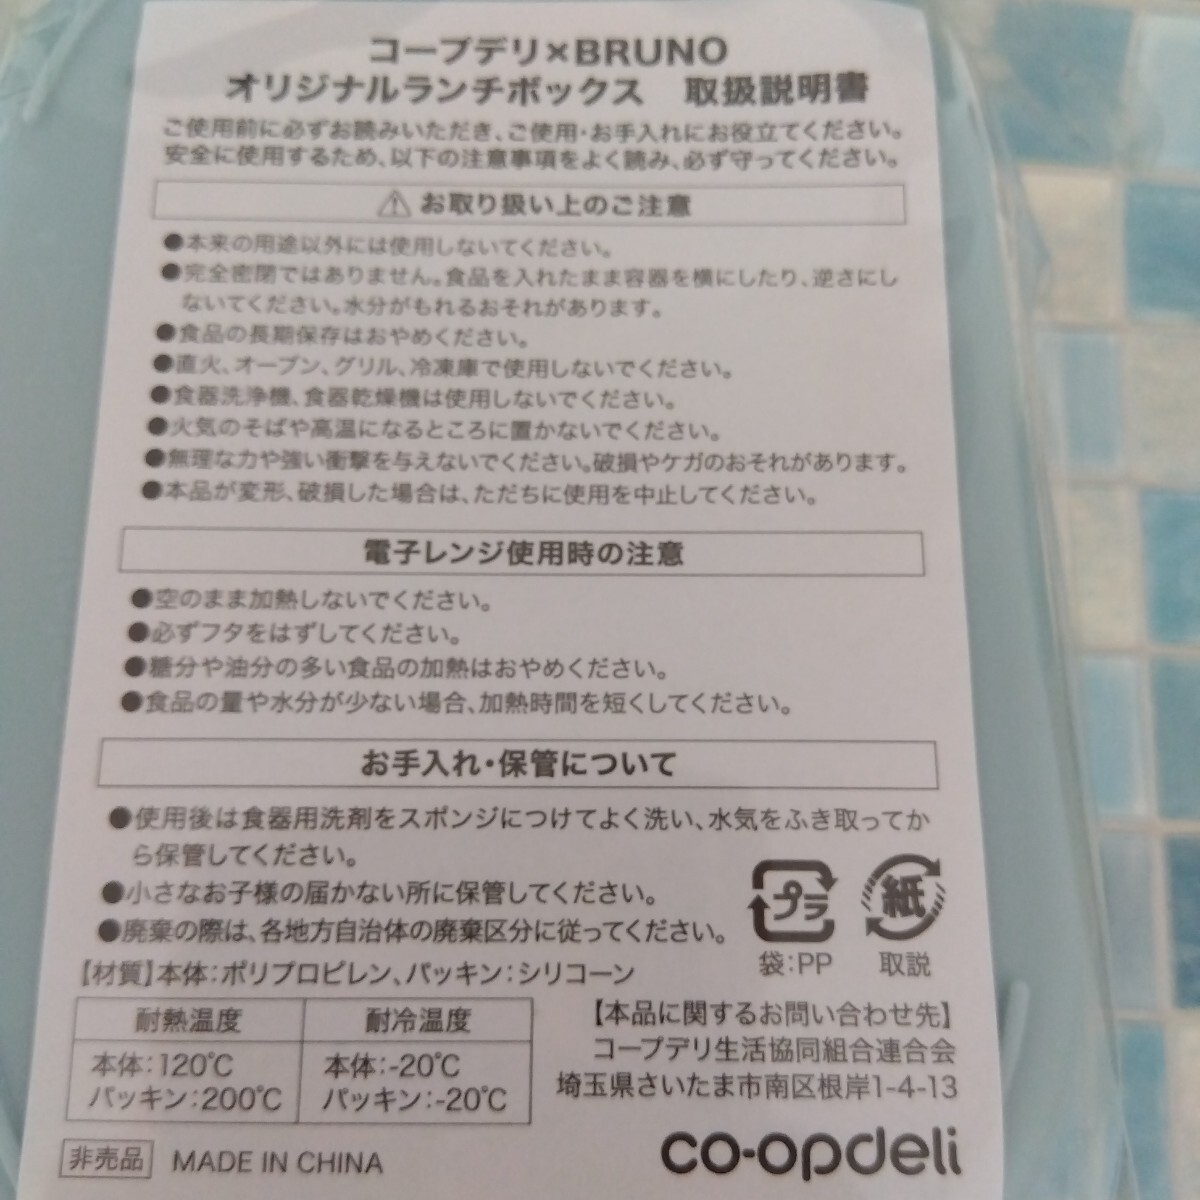 コープデリ×BRUNO
オリジナルランチボックス 取扱説明書
ご使用前に必ずお読みいただき、ご使用・お手入れにお役立てください。
安全に使用するため、以下の注意事項をよく読み、必ず守ってください。
⚠ お取り扱い上のご注意
●本来の用途以外には使用しないでください。
●完全密閉ではありません。食品を入れたまま容器を横にしたり、逆さにし
ないでください。水分がもれるおそれがあります。
●食品の長期保存はおやめください。
●直火、オーブン、グリル、冷凍庫で使用しないでください。
●食器洗浄機、食器乾燥機は使用しないでください。
●火気のそばや高温になるところに置かないでください。
●無理な力や強い衝撃を与えないでください。破損やケガのおそれがあります。
●本品が変形、破損した場合は、ただちに使用を中止してください。
電子レンジ使用時の注意
●空のまま加熱しないでください。
●必ずフタをはずしてください。
●糖分や油分の多い食品の加熱はおやめください。
●食品の量や水分が少ない場合、加熱時間を短くしてください。
お手入れ・保管について
●使用後は食器用洗剤をスポンジにつけてよく洗い、水気をふき取ってか
ら保管してください。
●小さなお子様の届かない所に保管してください。
●廃棄の際は、各地方自治体の廃棄区分に従ってください。
プラ
紙
袋:PP
取説
【材質】本体:ポリプロピレン、パッキン:シリコーン
耐熱温度 耐冷温度
本体:120℃ 本体:-20℃
パッキン:200℃ パッキン:-20℃
【本品に関するお問い合わせ先】
コープデリ生活協同組合連合会
埼玉県さいたま市南区根岸1-4-13
非売品 MADE IN CHINA
co-opdeli